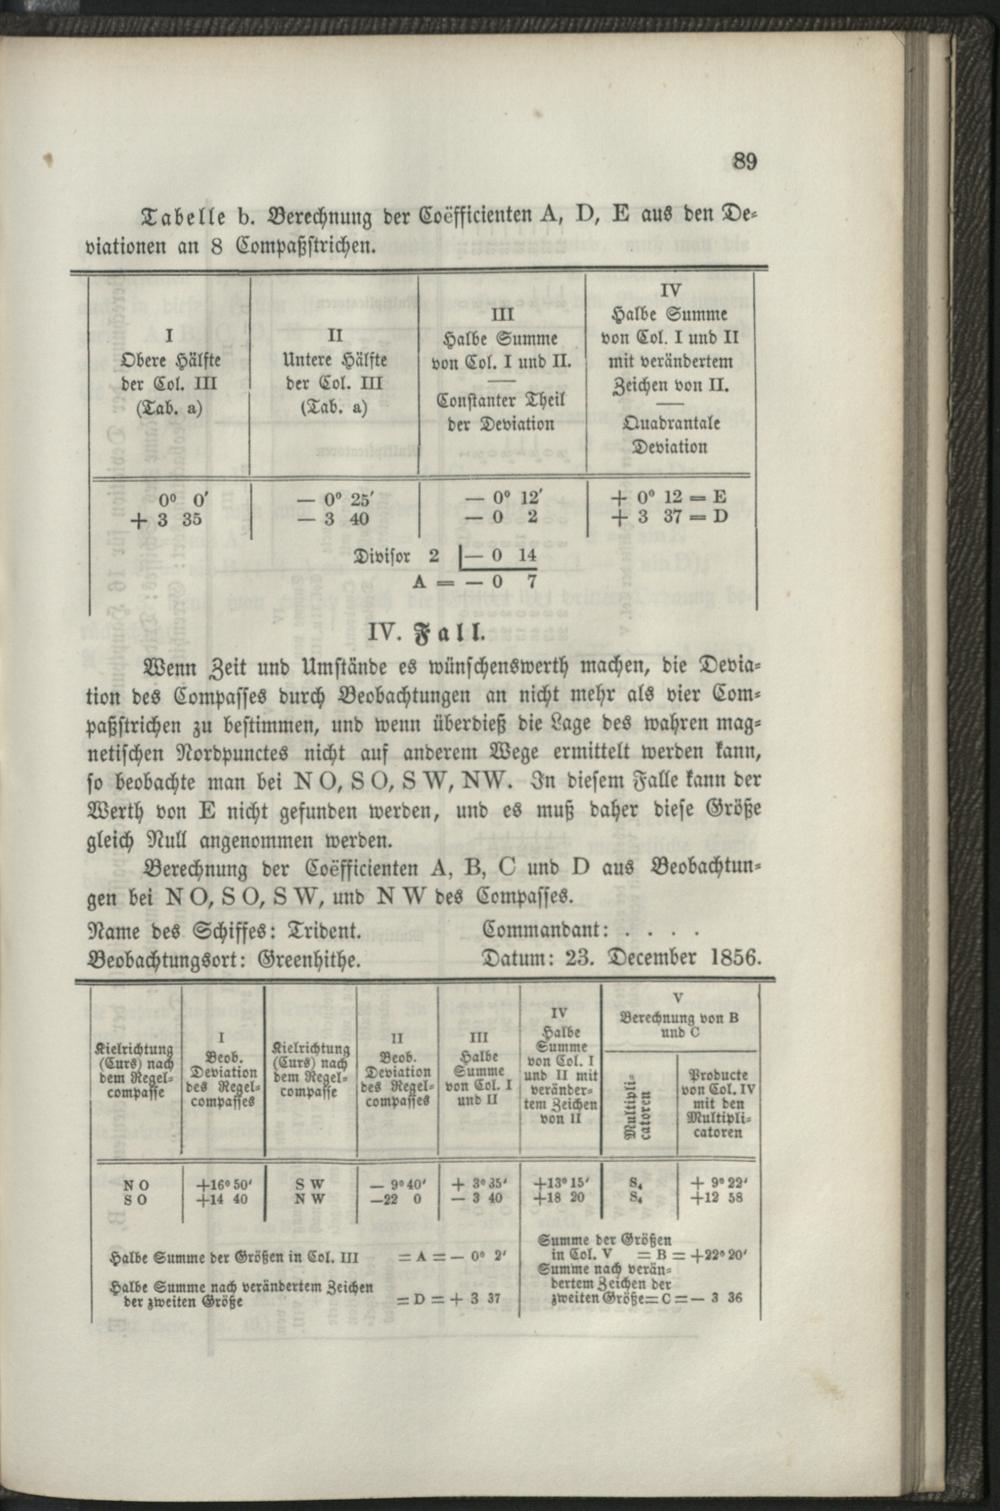 89
Tabelle b. Berechnung der Coëfficienten A, D, E aus den De-
viationen an 8 Compaßstrichen.
I
Obere Hälfte
der Col. III
(Tab. a)
II
Untere Hälfte
der Col. III
(Tab. a)
III
Halbe Summe
von Col. I und II.
Constanter Theil
der Deviation
IV
Halbe Summe
von Col. I und II
mit verändertem
Zeichen von II.
Quadrantale
Deviation
0° 0′ — 0° 25′ — 0° 12′ + 0° 12 = E
+ 3 35 — 3 40 — 0 2 + 3 37 = D
Divisor 2 |— 0 14
A = — 0 7
IV. Fall.
Wenn Zeit und Umstände es wünschenswerth machen, die Devia-
tion des Compasses durch Beobachtungen an nicht mehr als vier Com-
paßstrichen zu bestimmen, und wenn überdieß die Lage des wahren mag-
netischen Nordpunctes nicht auf anderem Wege ermittelt werden kann,
so beobachte man bei N O, S O, S W, NW. In diesem Falle kann der
Werth von E nicht gefunden werden, und es muß daher diese Größe
gleich Null angenommen werden.
Berechnung der Coëfficienten A, B, C und D aus Beobachtun-
gen bei N O, S O, S W, und N W des Compasses.
Name des Schiffes: Trident. Commandant: . . . .
Beobachtungsort: Greenhithe. Datum: 23. December 1856.
Kielrichtung
(Curs) nach
dem Regel-
compasse
I
Beob.
Deviation
des Regel-
compasses
Kielrichtung
(Curs) nach
dem Regel-
compasse
II
Beob.
Deviation
des Regel-
compasses
III
Halbe
Summe
von Col. I
und II
IV
Halbe
Summe
von Col. I
und II mit
veränder-
tem Zeichen
von II
V
Berechnung von B
und C
Multipli-
catoren
Producte
von Col. IV
mit den
Multipli-
catoren
N O +16° 50′ S W — 9° 40′ + 3° 35′ +13° 15′ S₄ + 9° 22′
S O +14 40 N W —22 0 — 3 40 +18 20 S₄ +12 58
Halbe Summe der Größen in Col. III = A = — 0° 2′
Halbe Summe nach verändertem Zeichen
der zweiten Größe = D = + 3 37
Summe der Größen
in Col. V = B = +22° 20′
Summe nach verän-
dertem Zeichen der
zweiten Größe = C = — 3 36